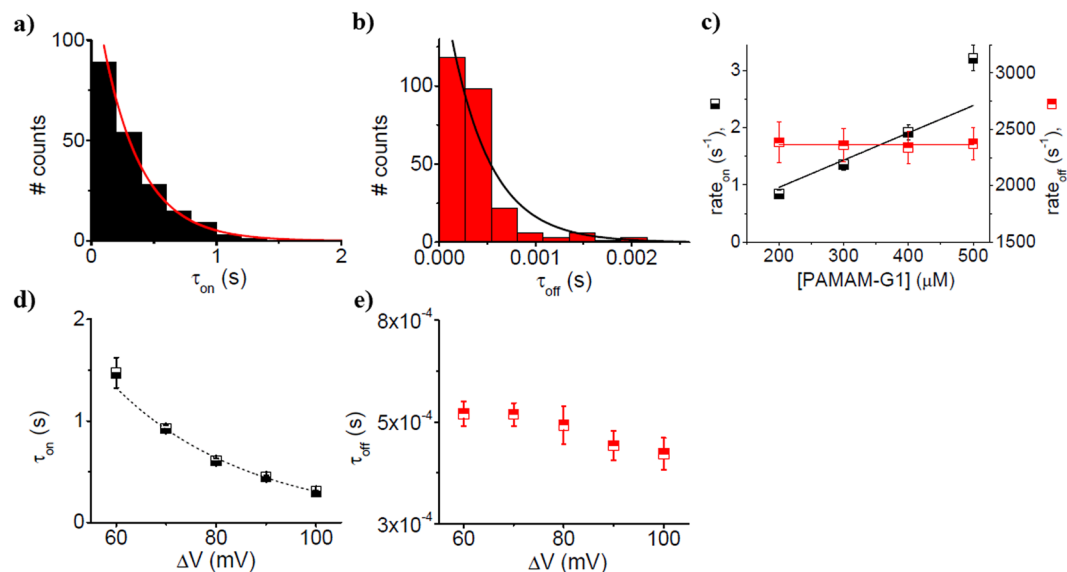 a)
100
50
0
# counts
0
1
2
τon (s)
b)
100
50
0
# counts
0.000
0.001
0.002
τoff (s)
c)
3
2
1
0
rateon (s-1),
3000
2500
2000
1500
rateoff (s-1)
200
300
400
500
[PAMAM-G1] (μM)
d)
2
1
0
τon (s)
60
80
100
ΔV (mV)
e)
8x10-4
5x10-4
3x10-4
τoff (s)
60
80
100
ΔV (mV)